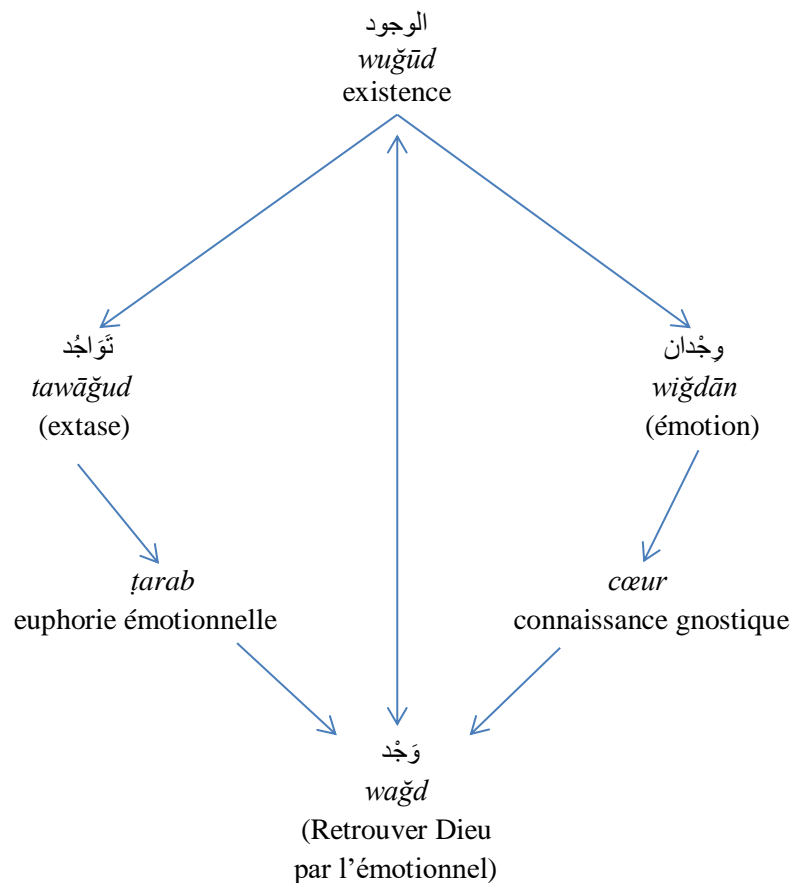 الوجود
wuğūd
existence
تَوَاجُد
tawāğud
(extase)
وِجْدان
wiğdān
(émotion)
ṭarab
euphorie émotionnelle
cœur
connaissance gnostique
وَجْد
wağd
(Retrouver Dieu
par l’émotionnel)